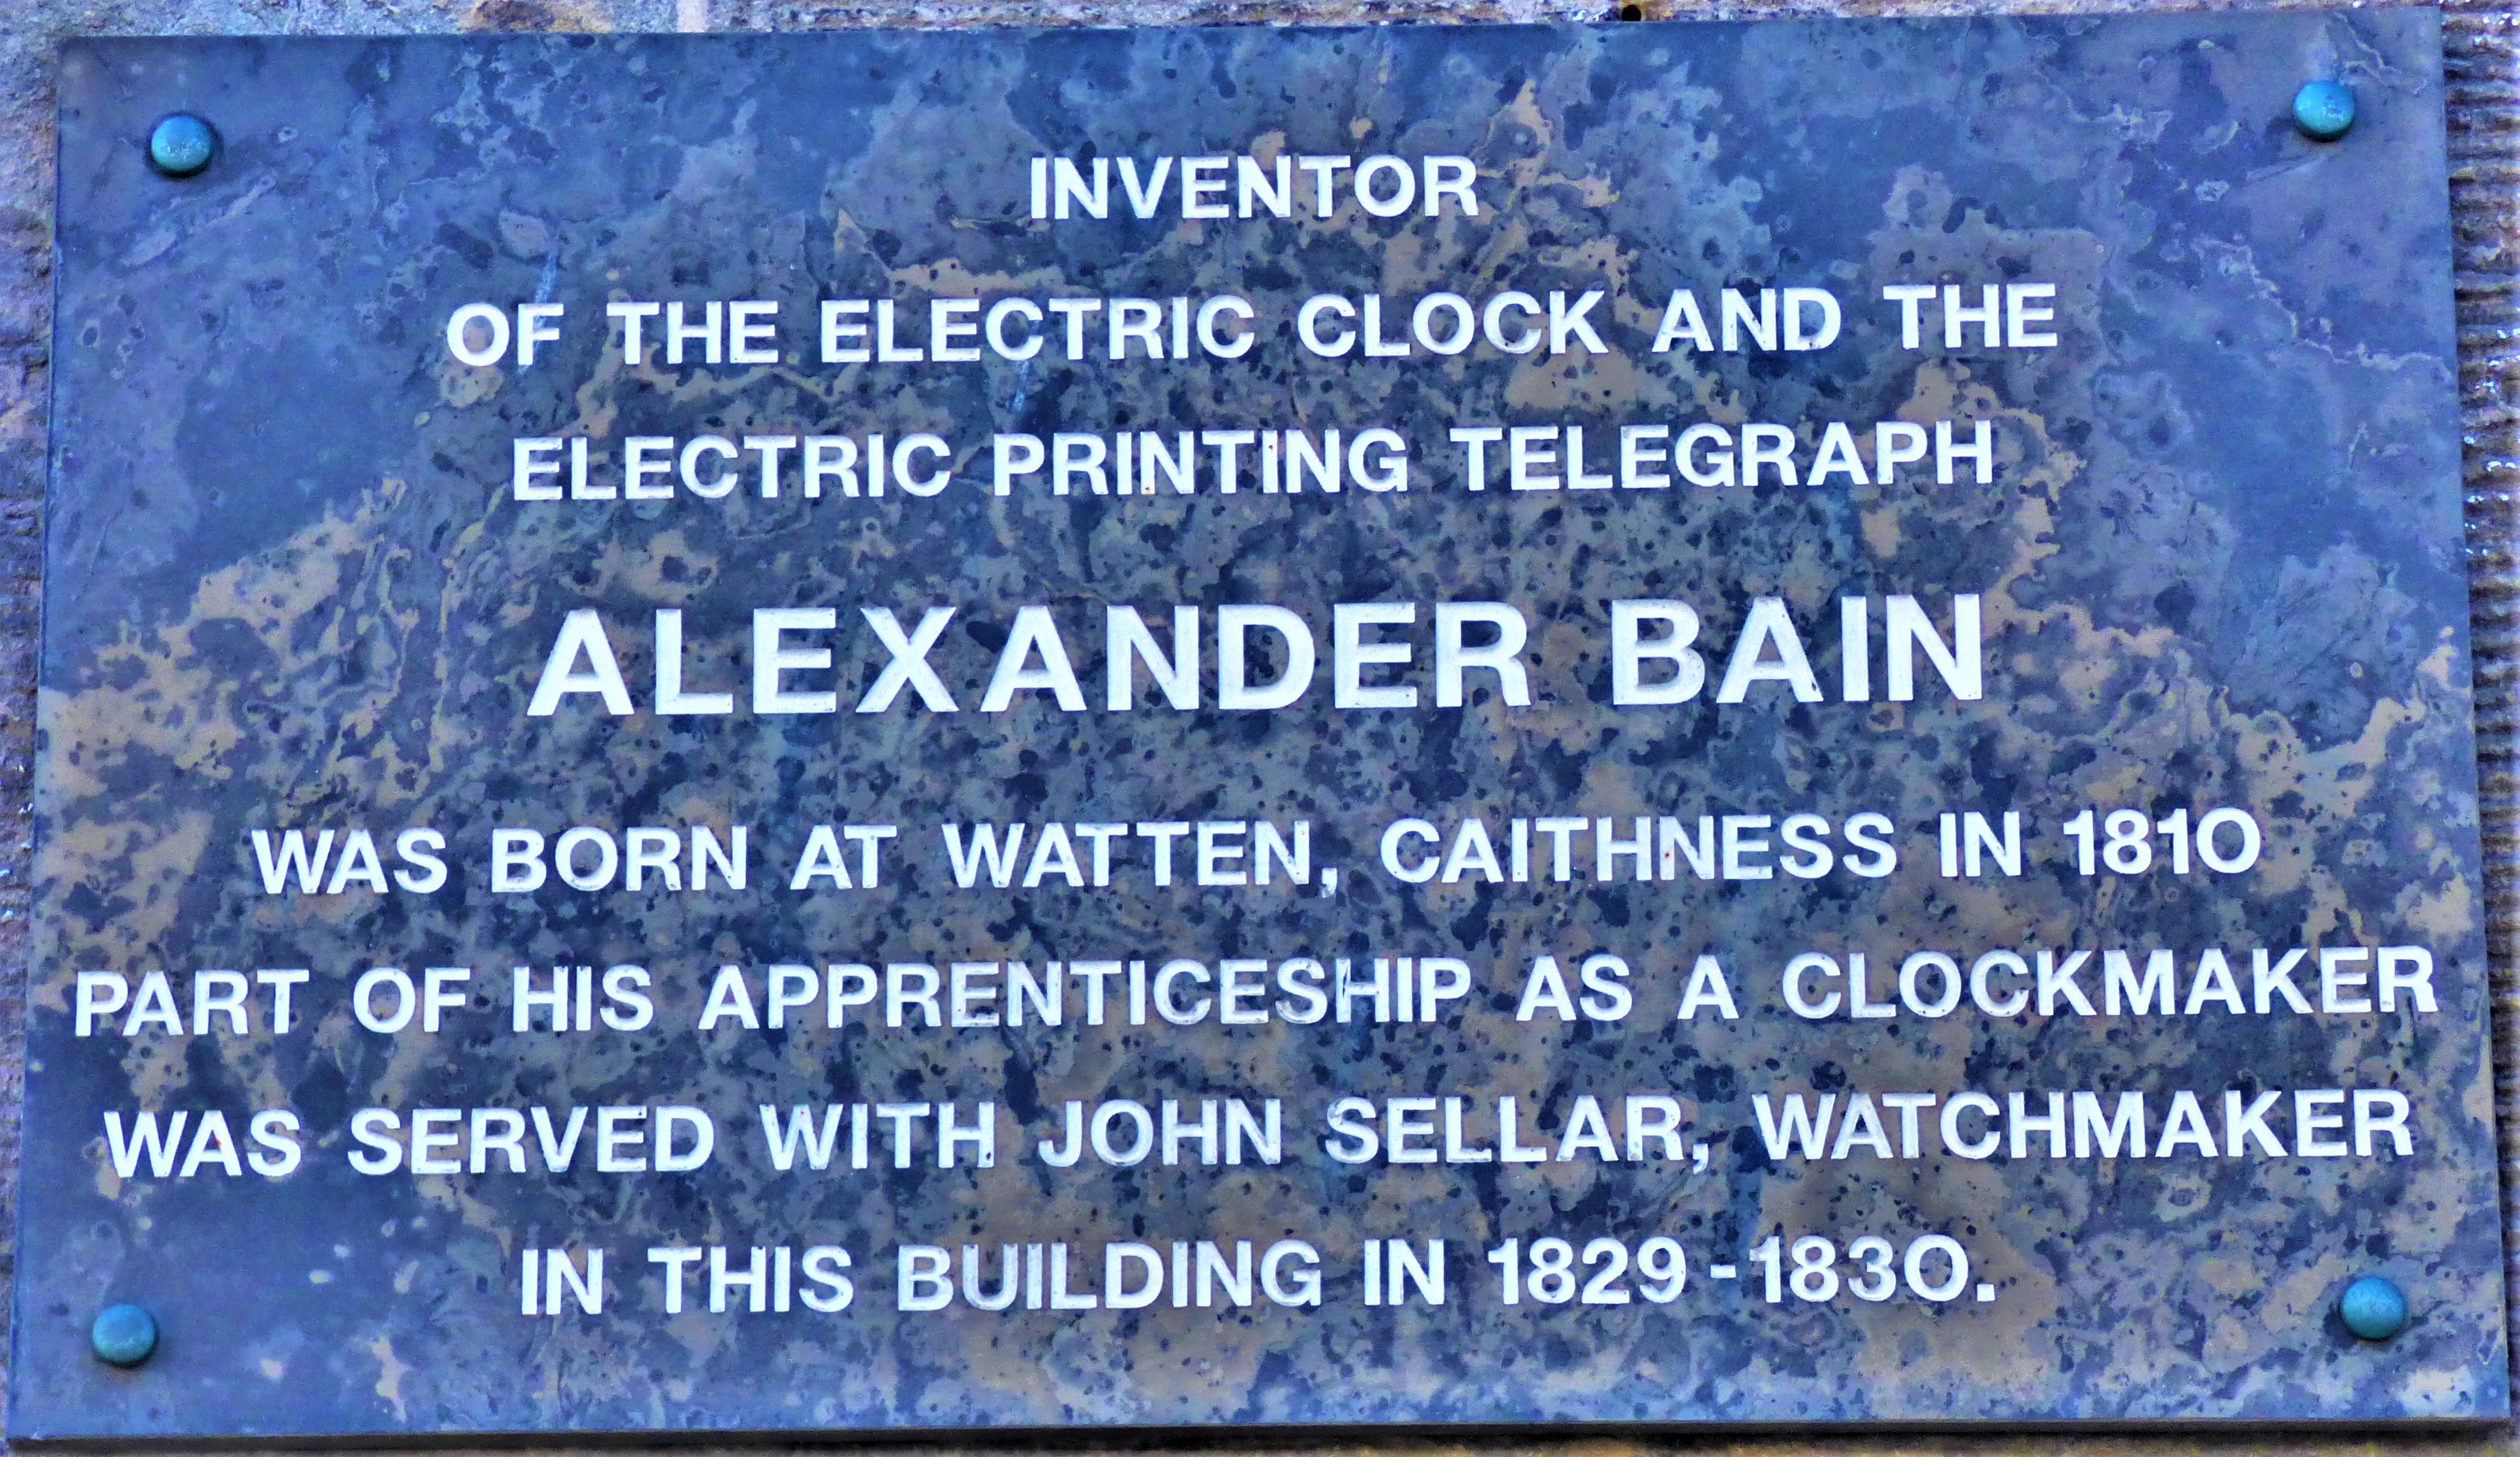 INVENTOR
OF THE ELECTRIC CLOCK AND THE
ELECTRIC PRINTING TELEGRAPH
ALEXANDER BAIN
WAS BORN AT WATTEN, CAITHNESS IN 1810
PART OF HIS APPRENTICESHIP AS A CLOCKMAKER
WAS SERVED WITH JOHN SELLAR, WATCHMAKER
IN THIS BUILDING IN 1829 -1830.